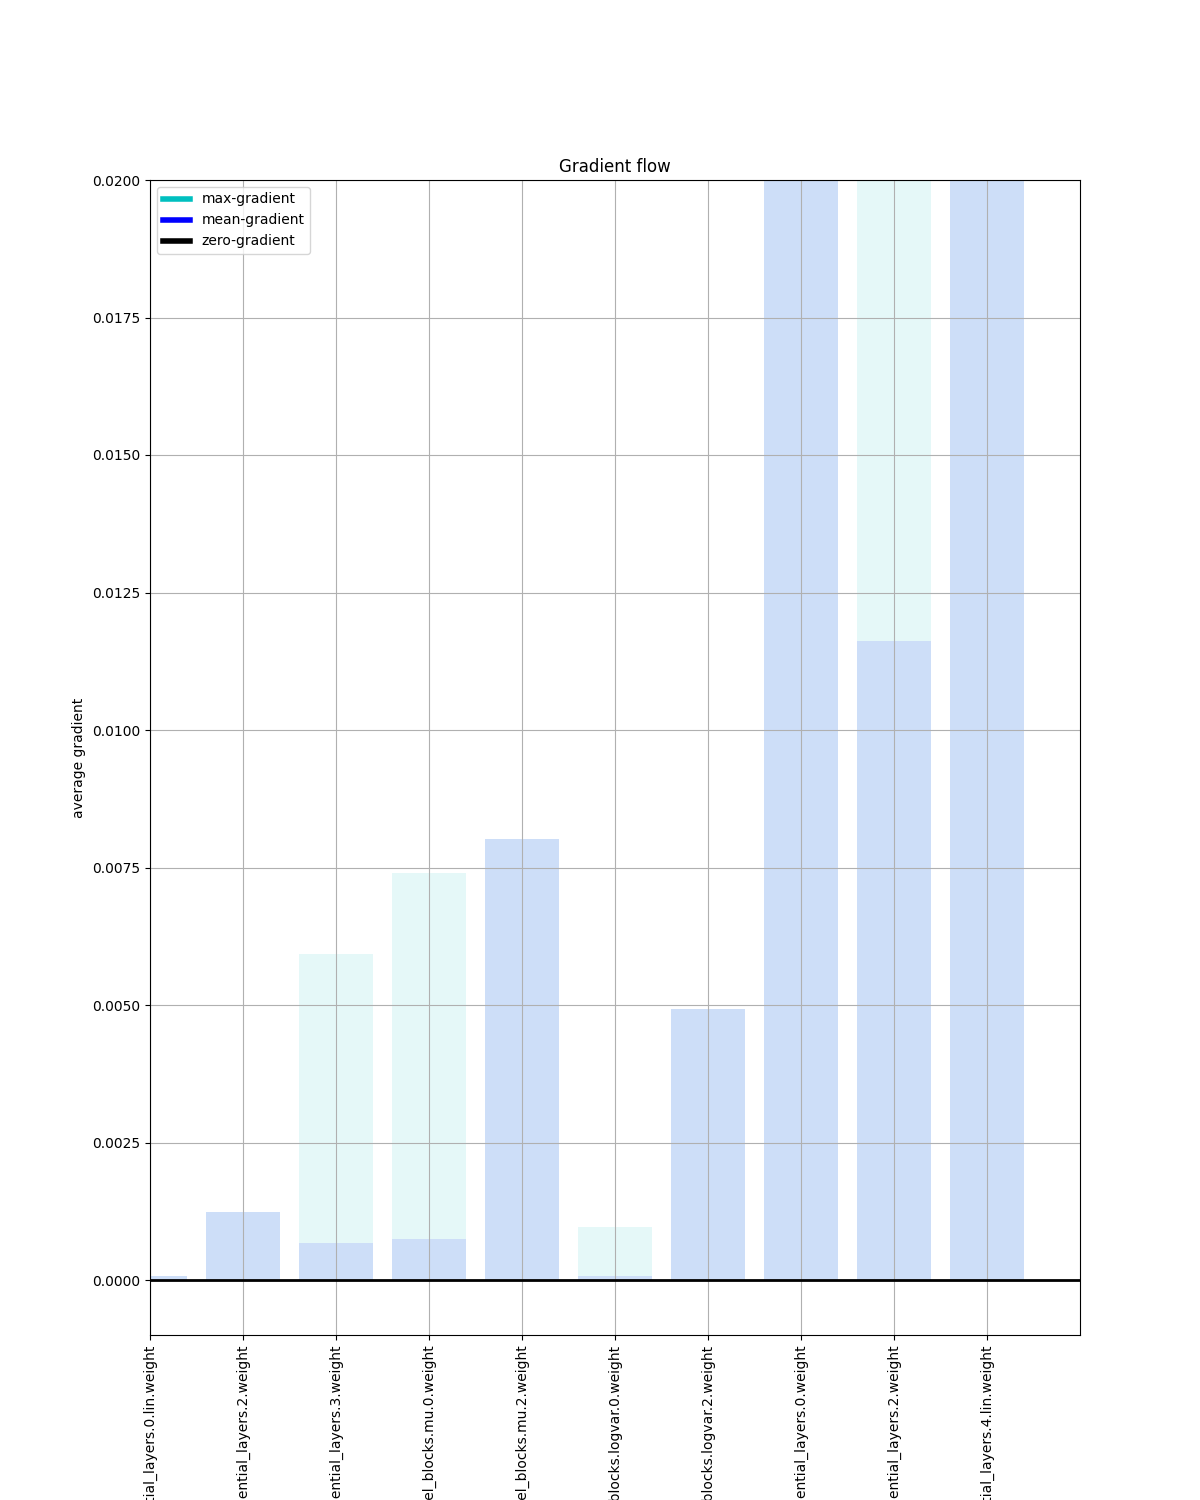 Gradient flow
max-gradient
mean-gradient
zero-gradient
0.0200
0.0175
0.0150
0.0125
0.0100
0.0075
0.0050
0.0025
0.0000
average gradient
tial_layers.0.lin.weight
ential_layers.2.weight
ential_layers.3.weight
el_blocks.mu.0.weight
el_blocks.mu.2.weight
blocks.logvar.0.weight
blocks.logvar.2.weight
ential_layers.0.weight
ential_layers.2.weight
tial_layers.4.lin.weight